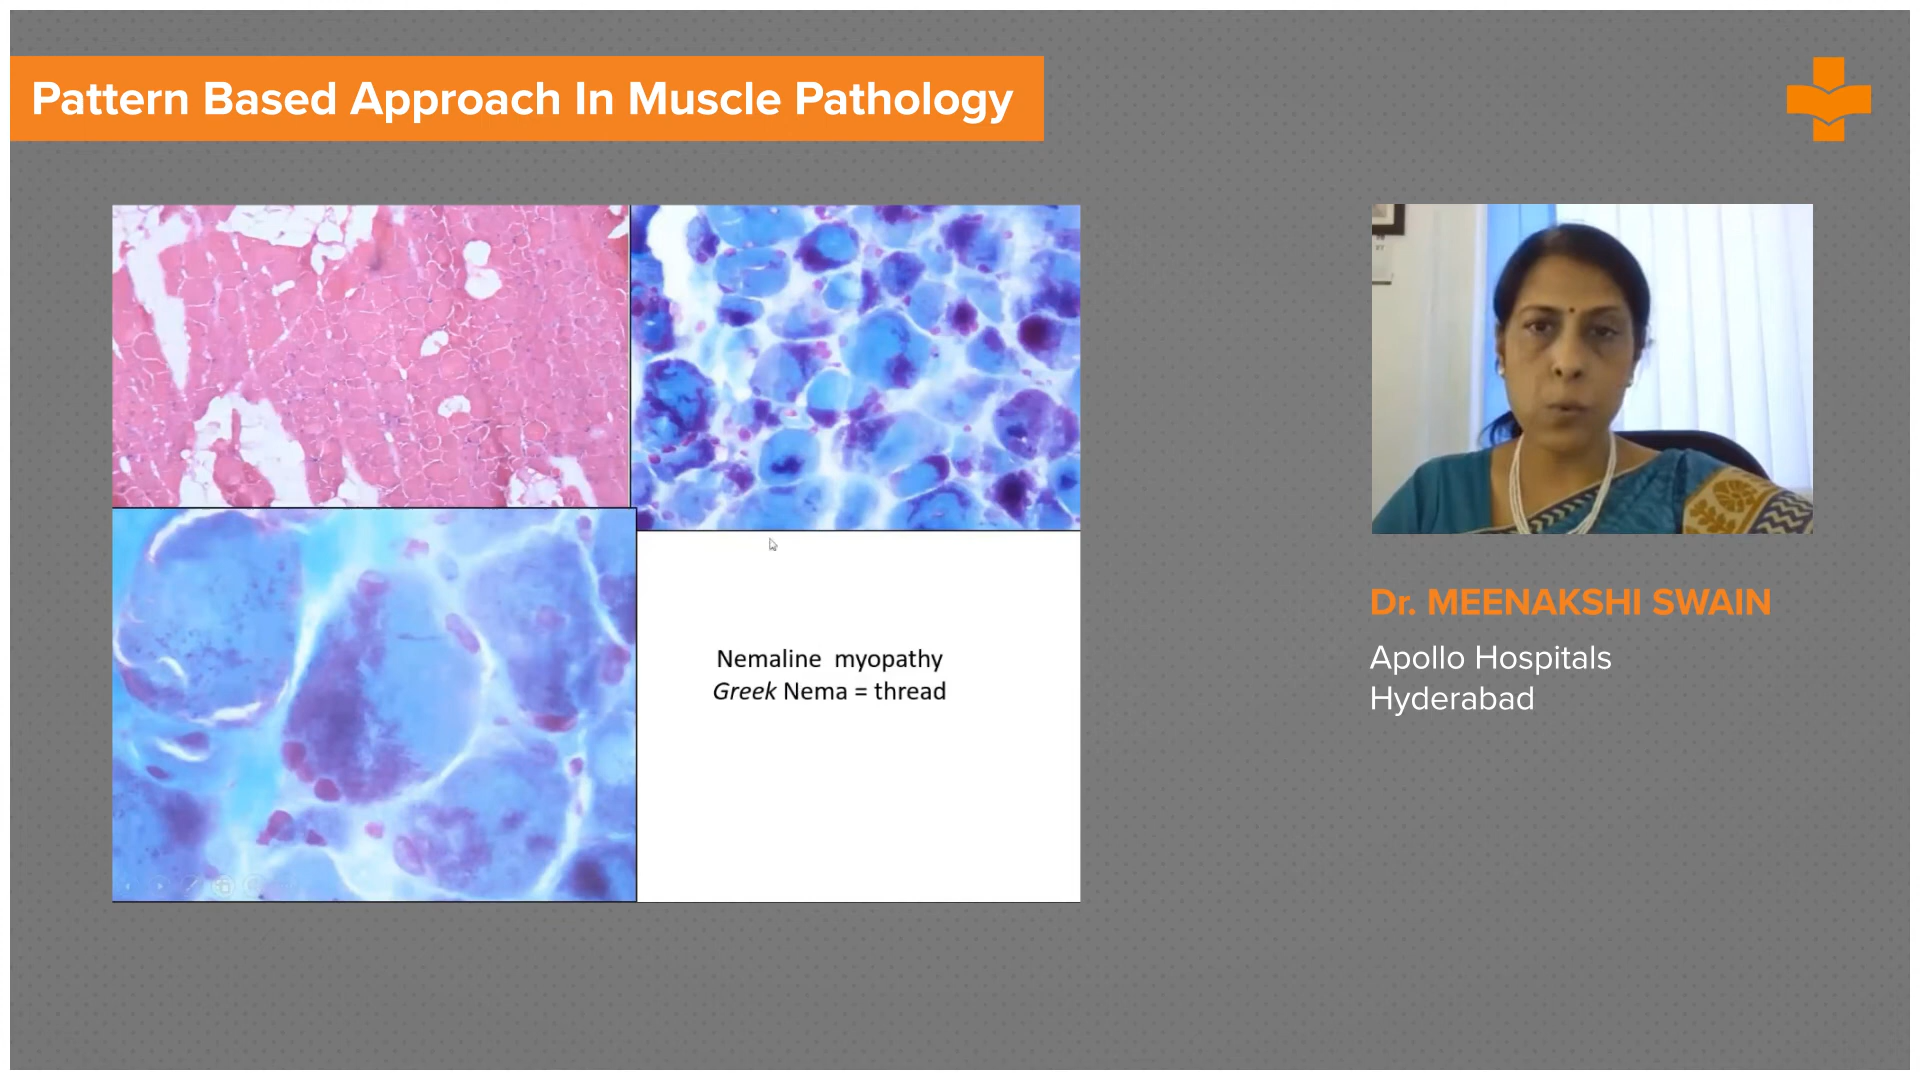 Pattern Based Approach In Muscle Pathology
Nemaline myopathy
Greek Nema = thread
Dr. MEENAKSHI SWAIN
Apollo Hospitals
Hyderabad